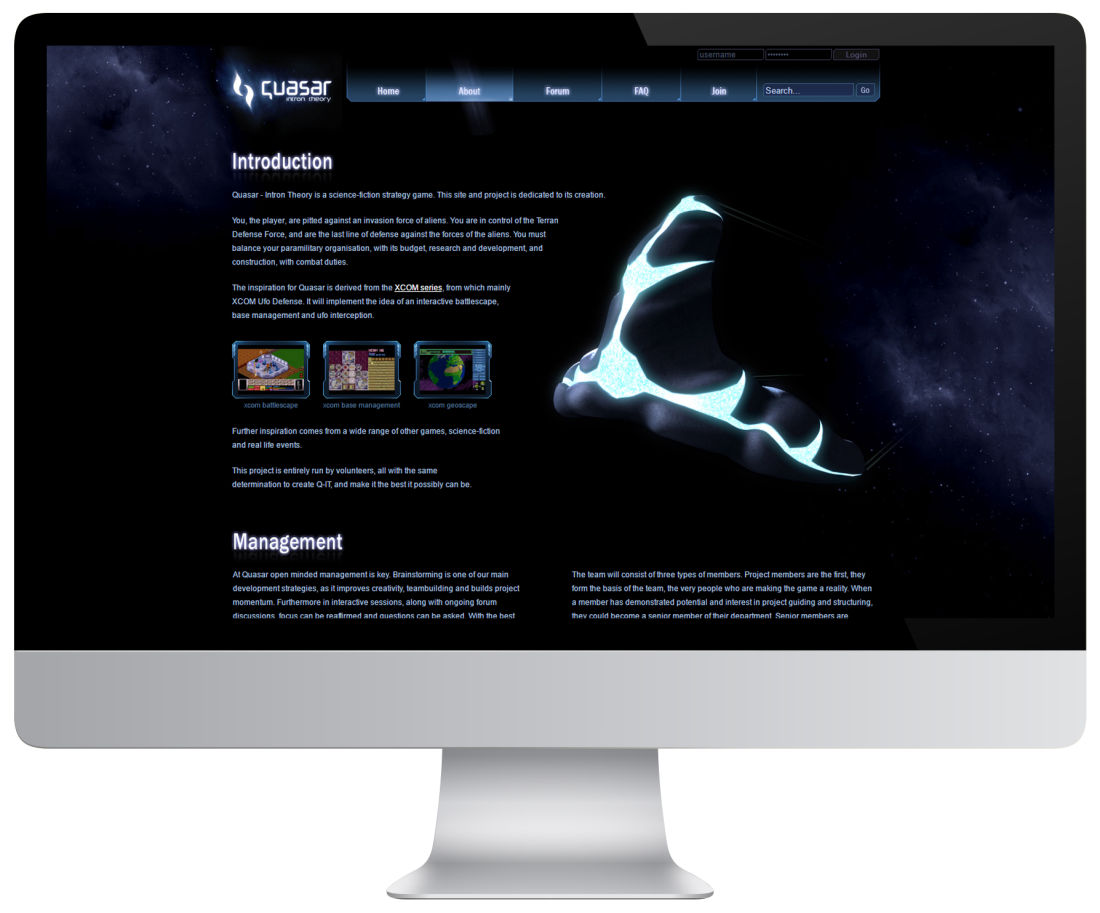 username
••••••••
Login
quasar
intron theory
Home
About
Forum
FAQ
Join
Search...
Go
Introduction
Quasar - Intron Theory is a science-fiction strategy game. This site and project is dedicated to its creation.
You, the player, are pitted against an invasion force of aliens. You are in control of the Terran
Defense Force, and are the last line of defense against the forces of the aliens. You must
balance your paramilitary organisation, with its budget, research and development, and
construction, with combat duties.
The inspiration for Quasar is derived from the XCOM series, from which mainly
XCOM Ufo Defense. It will implement the idea of an interactive battlescape,
base management and ufo interception.
xcom battlescape
xcom base management
xcom geoscape
Further inspiration comes from a wide range of other games, science-fiction
and real life events.
This project is entirely run by volunteers, all with the same
determination to create Q-IT, and make it the best it possibly can be.
Management
At Quasar open minded management is key. Brainstorming is one of our main
development strategies, as it improves creativity, teambuilding and builds project
momentum. Furthermore in interactive sessions, along with ongoing forum
discussions, focus can be reaffirmed and questions can be asked. With the best
The team will consist of three types of members. Project members are the first, they
form the basis of the team, the very people who are making the game a reality. When
a member has demonstrated potential and interest in project guiding and structuring,
they could become a senior member of their department. Senior members are